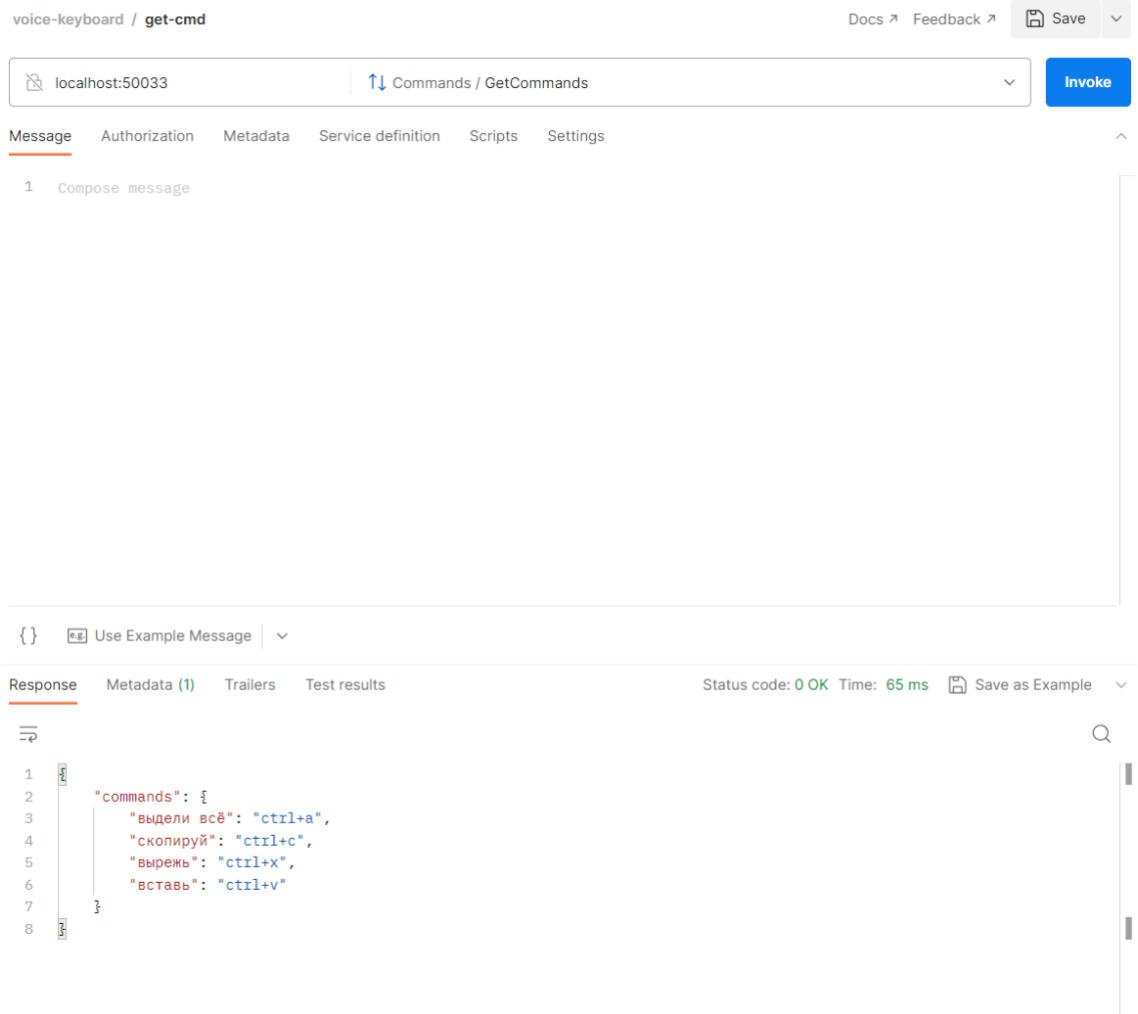 voice-keyboard / get-cmd Docs ↗ Feedback ↗ Save
localhost:50033 Commands / GetCommands Invoke
Message Authorization Metadata Service definition Scripts Settings
1 Compose message
{} e.g. Use Example Message
Response Metadata (1) Trailers Test results Status code: 0 OK Time: 65 ms Save as Example
1 {
2 "commands": {
3 "выдели всё": "ctrl+a",
4 "скопируй": "ctrl+c",
5 "вырежь": "ctrl+x",
6 "вставь": "ctrl+v"
7 }
8 }